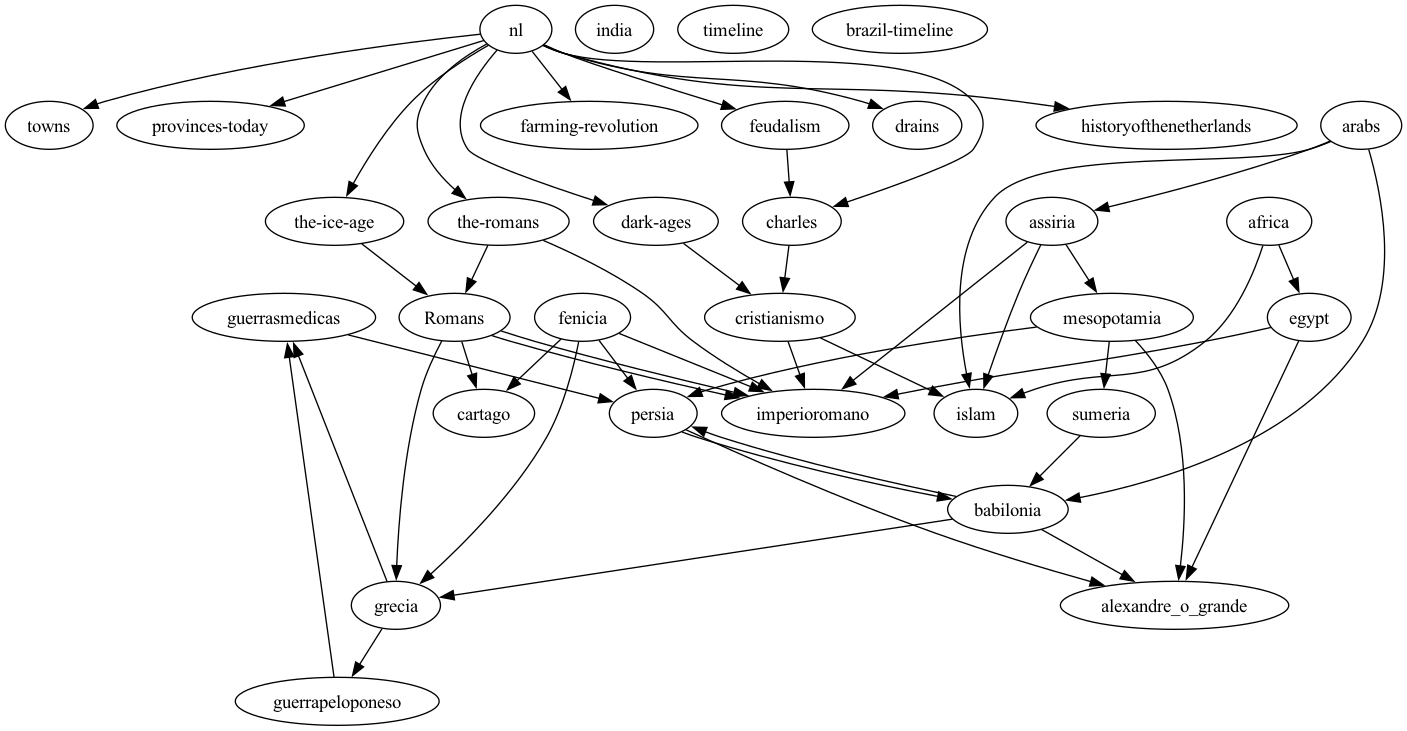 nl
india
timeline
brazil-timeline
towns
provinces-today
farming-revolution
feudalism
drains
historyofthenetherlands
arabs
the-ice-age
the-romans
dark-ages
charles
assiria
africa
guerrasmedicas
Romans
fenicia
cristianismo
mesopotamia
egypt
cartago
persia
imperioromano
islam
sumeria
babilonia
grecia
alexandre_o_grande
guerrapeloponeso